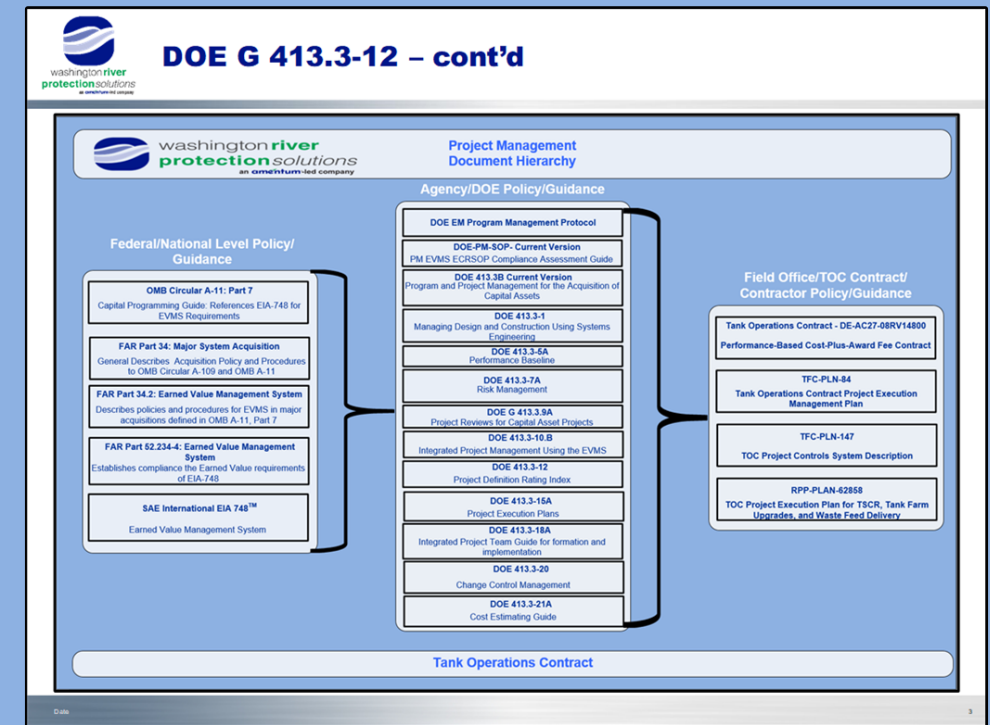 washington river
protection solutions
an amentum-led company
DOE G 413.3-12 – cont’d
washington river
protection solutions
an amentum-led company
Project Management
Document Hierarchy
Federal/National Level Policy/
Guidance
OMB Circular A-11: Part 7
Capital Programming Guide: References EIA-748 for
EVMS Requirements
FAR Part 34: Major System Acquisition
General Describes Acquisition Policy and Procedures
to OMB Circular A-109 and OMB A-11
FAR Part 34.2: Earned Value Management System
Describes policies and procedures for EVMS in major
acquisitions defined in OMB A-11, Part 7
FAR Part 52.234-4: Earned Value Management
System
Establishes compliance the Earned Value requirements
of EIA-748
SAE International EIA 748™
Earned Value Management System
Agency/DOE Policy/Guidance
DOE EM Program Management Protocol
DOE-PM-SOP- Current Version
PM EVMS ECRSOP Compliance Assessment Guide
DOE 413.3B Current Version
Program and Project Management for the Acquisition of
Capital Assets
DOE 413.3-1
Managing Design and Construction Using Systems
Engineering
DOE 413.3-5A
Performance Baseline
DOE 413.3-7A
Risk Management
DOE G 413.3.9A
Project Reviews for Capital Asset Projects
DOE 413.3-10.B
Integrated Project Management Using the EVMS
DOE 413.3-12
Project Definition Rating Index
DOE 413.3-15A
Project Execution Plans
DOE 413.3-18A
Integrated Project Team Guide for formation and
implementation
DOE 413.3-20
Change Control Management
DOE 413.3-21A
Cost Estimating Guide
Field Office/TOC Contract/
Contractor Policy/Guidance
Tank Operations Contract - DE-AC27-08RV14800
Performance-Based Cost-Plus-Award Fee Contract
TFC-PLN-84
Tank Operations Contract Project Execution
Management Plan
TFC-PLN-147
TOC Project Controls System Description
RPP-PLAN-62858
TOC Project Execution Plan for TSCR, Tank Farm
Upgrades, and Waste Feed Delivery
Tank Operations Contract
Date
3